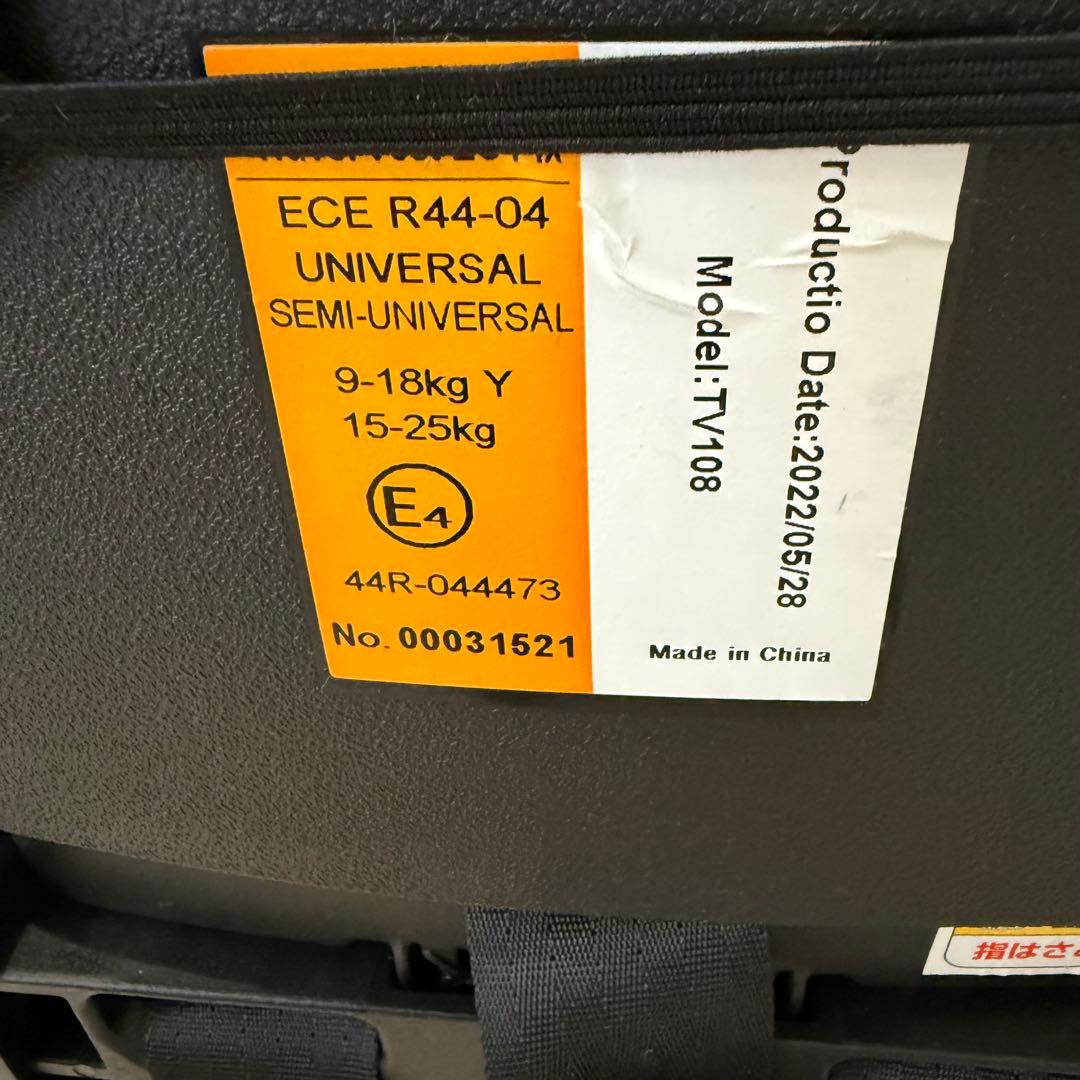 ECE R44-04
UNIVERSAL
SEMI-UNIVERSAL
9-18kg Y
15-25kg
E4
44R-044473
No. 00031521
Productio Date:2022/05/28
Model:TV108
Made in China
指はさ